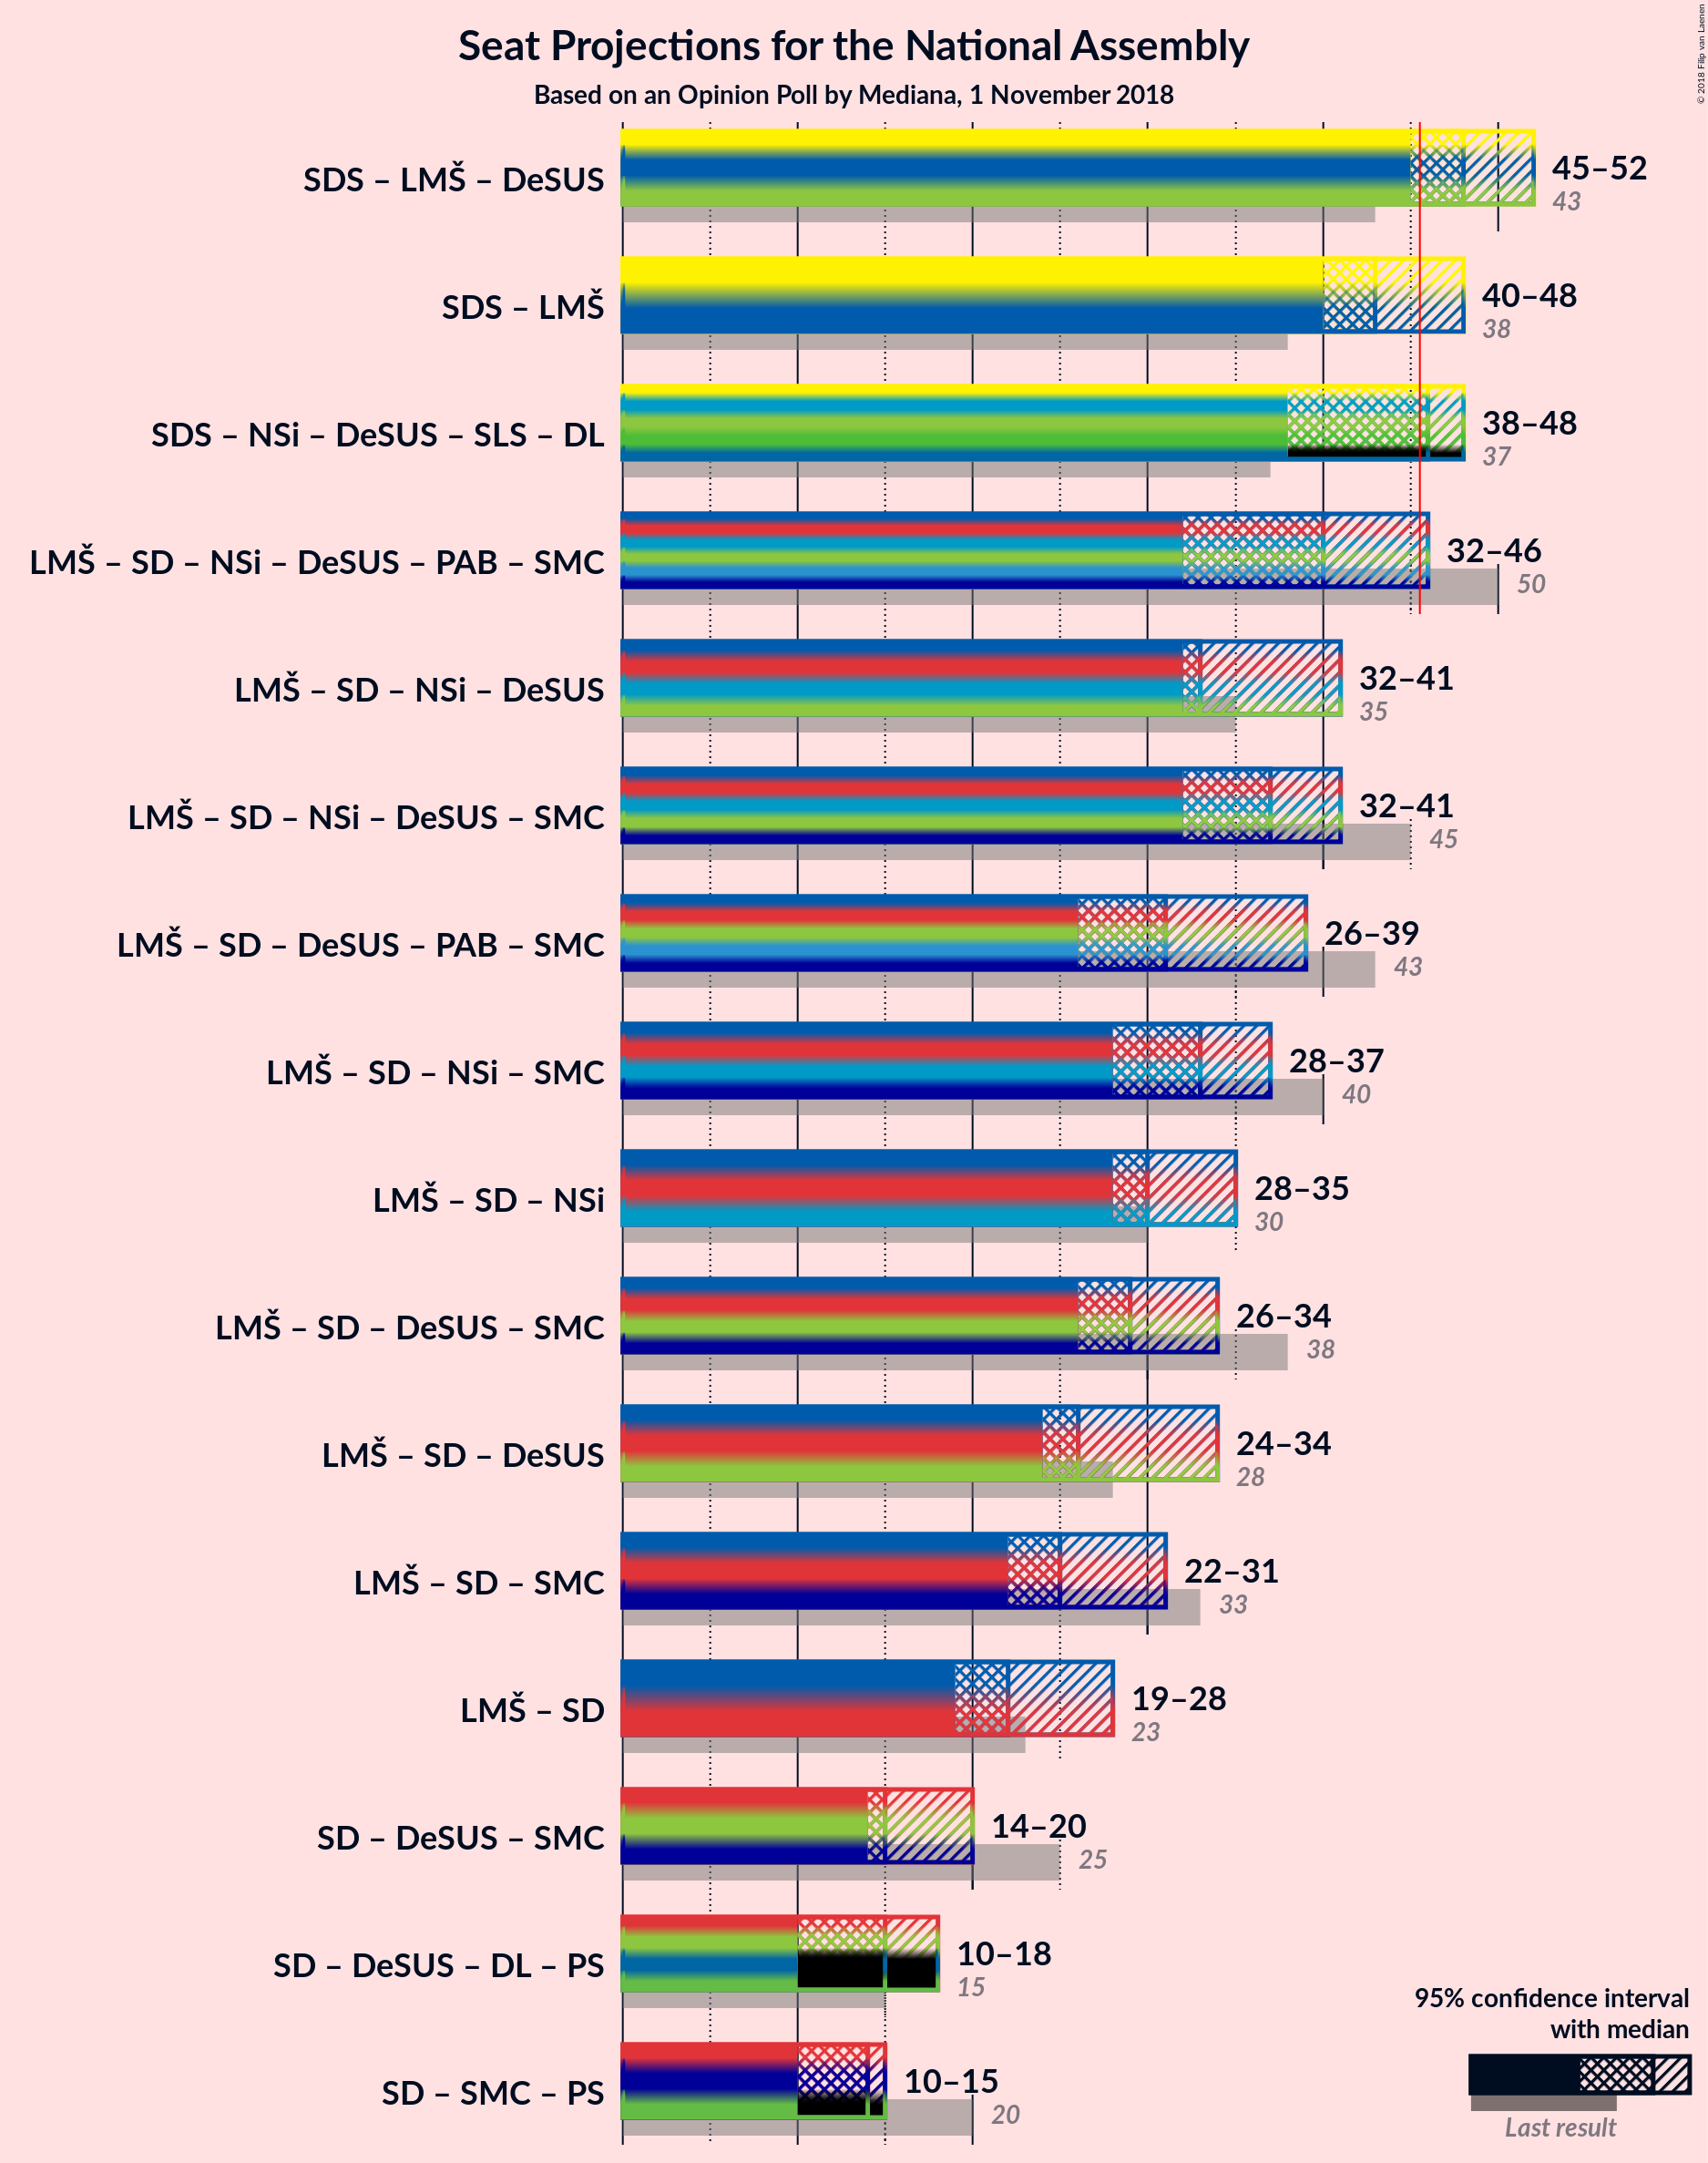 Seat Projections for the National Assembly
Based on an Opinion Poll by Mediana, 1 November 2018
© 2018 Filip van Laenen
SDS – LMŠ – DeSUS
45–52
43
SDS – LMŠ
40–48
38
SDS – NSi – DeSUS – SLS – DL
38–48
37
LMŠ – SD – NSi – DeSUS – PAB – SMC
32–46
50
LMŠ – SD – NSi – DeSUS
32–41
35
LMŠ – SD – NSi – DeSUS – SMC
32–41
45
LMŠ – SD – DeSUS – PAB – SMC
26–39
43
LMŠ – SD – NSi – SMC
28–37
40
LMŠ – SD – NSi
28–35
30
LMŠ – SD – DeSUS – SMC
26–34
38
LMŠ – SD – DeSUS
24–34
28
LMŠ – SD – SMC
22–31
33
LMŠ – SD
19–28
23
SD – DeSUS – SMC
14–20
25
SD – DeSUS – DL – PS
10–18
15
SD – SMC – PS
10–15
20
95% confidence interval
with median
Last result